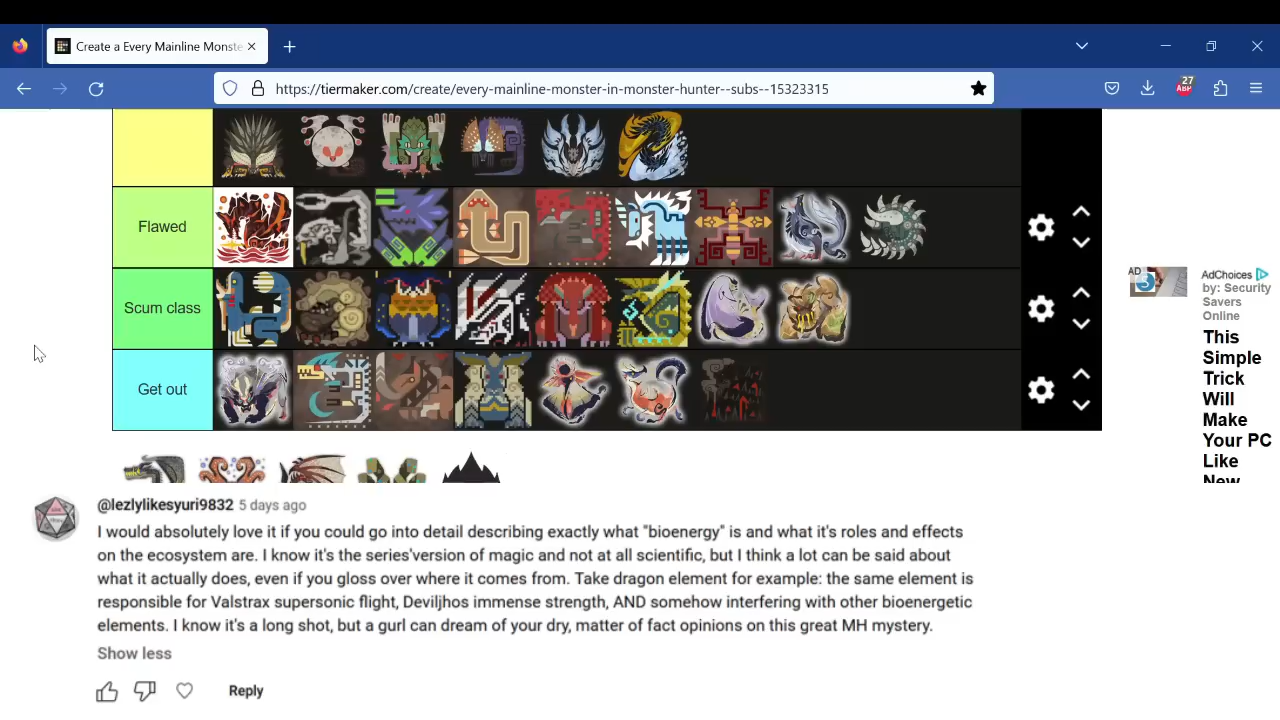 Create a Every Mainline Monste
https://tiermaker.com/create/every-mainline-monster-in-monster-hunter--subs--15323315
27
ABP
Flawed
Scum class
Get out
AD
AdChoices
by: Security
Savers
Online
This
Simple
Trick
Will
Make
Your PC
Like
New
@lezlylikesyuri9832 5 days ago
I would absolutely love it if you could go into detail describing exactly what "bioenergy" is and what it's roles and effects
on the ecosystem are. I know it's the series'version of magic and not at all scientific, but I think a lot can be said about
what it actually does, even if you gloss over where it comes from. Take dragon element for example: the same element is
responsible for Valstrax supersonic flight, Deviljhos immense strength, AND somehow interfering with other bioenergetic
elements. I know it's a long shot, but a gurl can dream of your dry, matter of fact opinions on this great MH mystery.
Show less
Reply